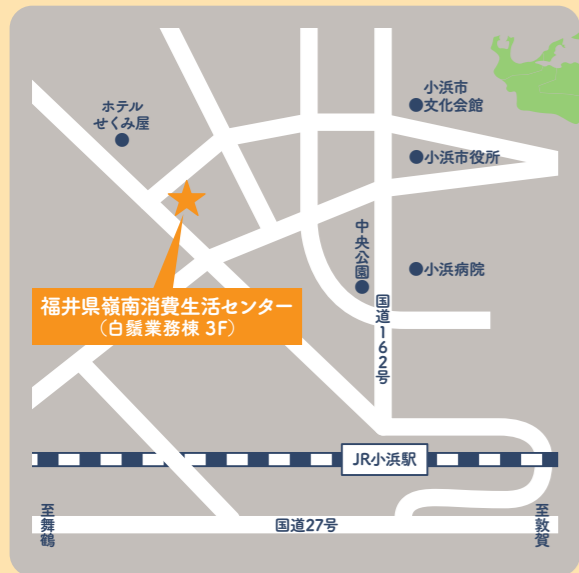 小浜市
文化会館
ホテル
せくみ屋
小浜市役所
中央公園
小浜病院
福井県嶺南消費生活センター
（白鬚業務棟 3F）
国道162号
JR小浜駅
至舞鶴
国道27号
至敦賀